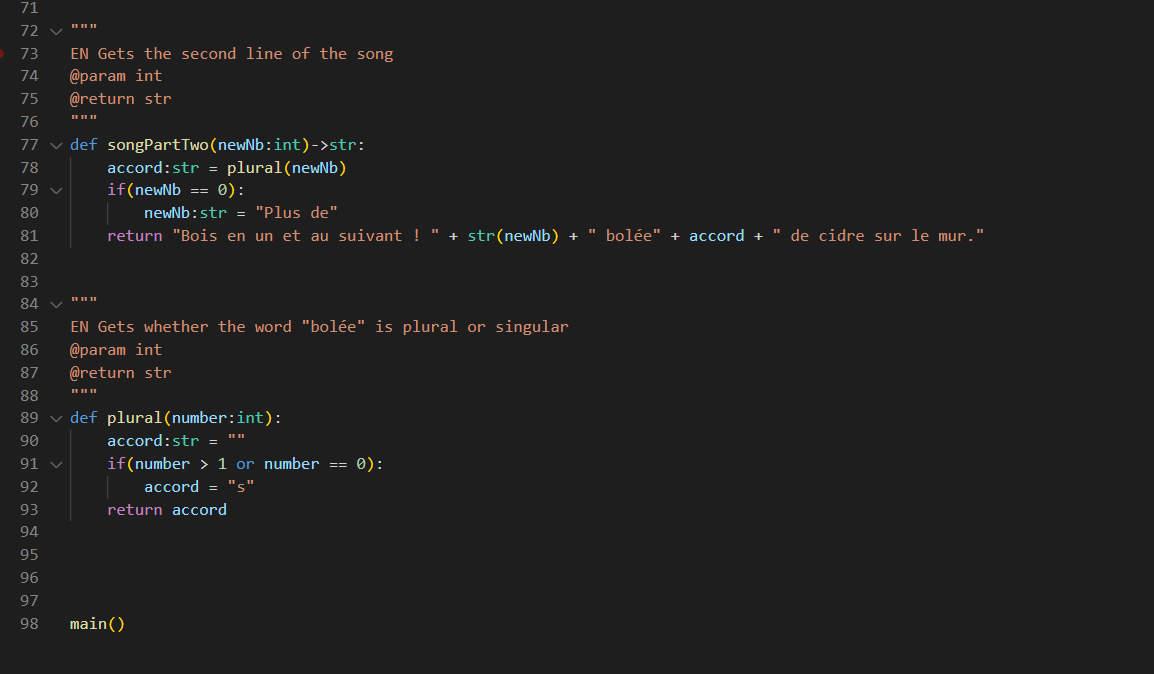 71
72 """
73 EN Gets the second line of the song
74 @param int
75 @return str
76 """
77 def songPartTwo(newNb:int)->str:
78     accord:str = plural(newNb)
79     if(newNb == 0):
80         newNb:str = "Plus de"
81     return "Bois en un et au suivant ! " + str(newNb) + " bolée" + accord + " de cidre sur le mur."
82
83
84 """
85 EN Gets whether the word "bolée" is plural or singular
86 @param int
87 @return str
88 """
89 def plural(number:int):
90     accord:str = ""
91     if(number > 1 or number == 0):
92         accord = "s"
93     return accord
94
95
96
97
98 main()